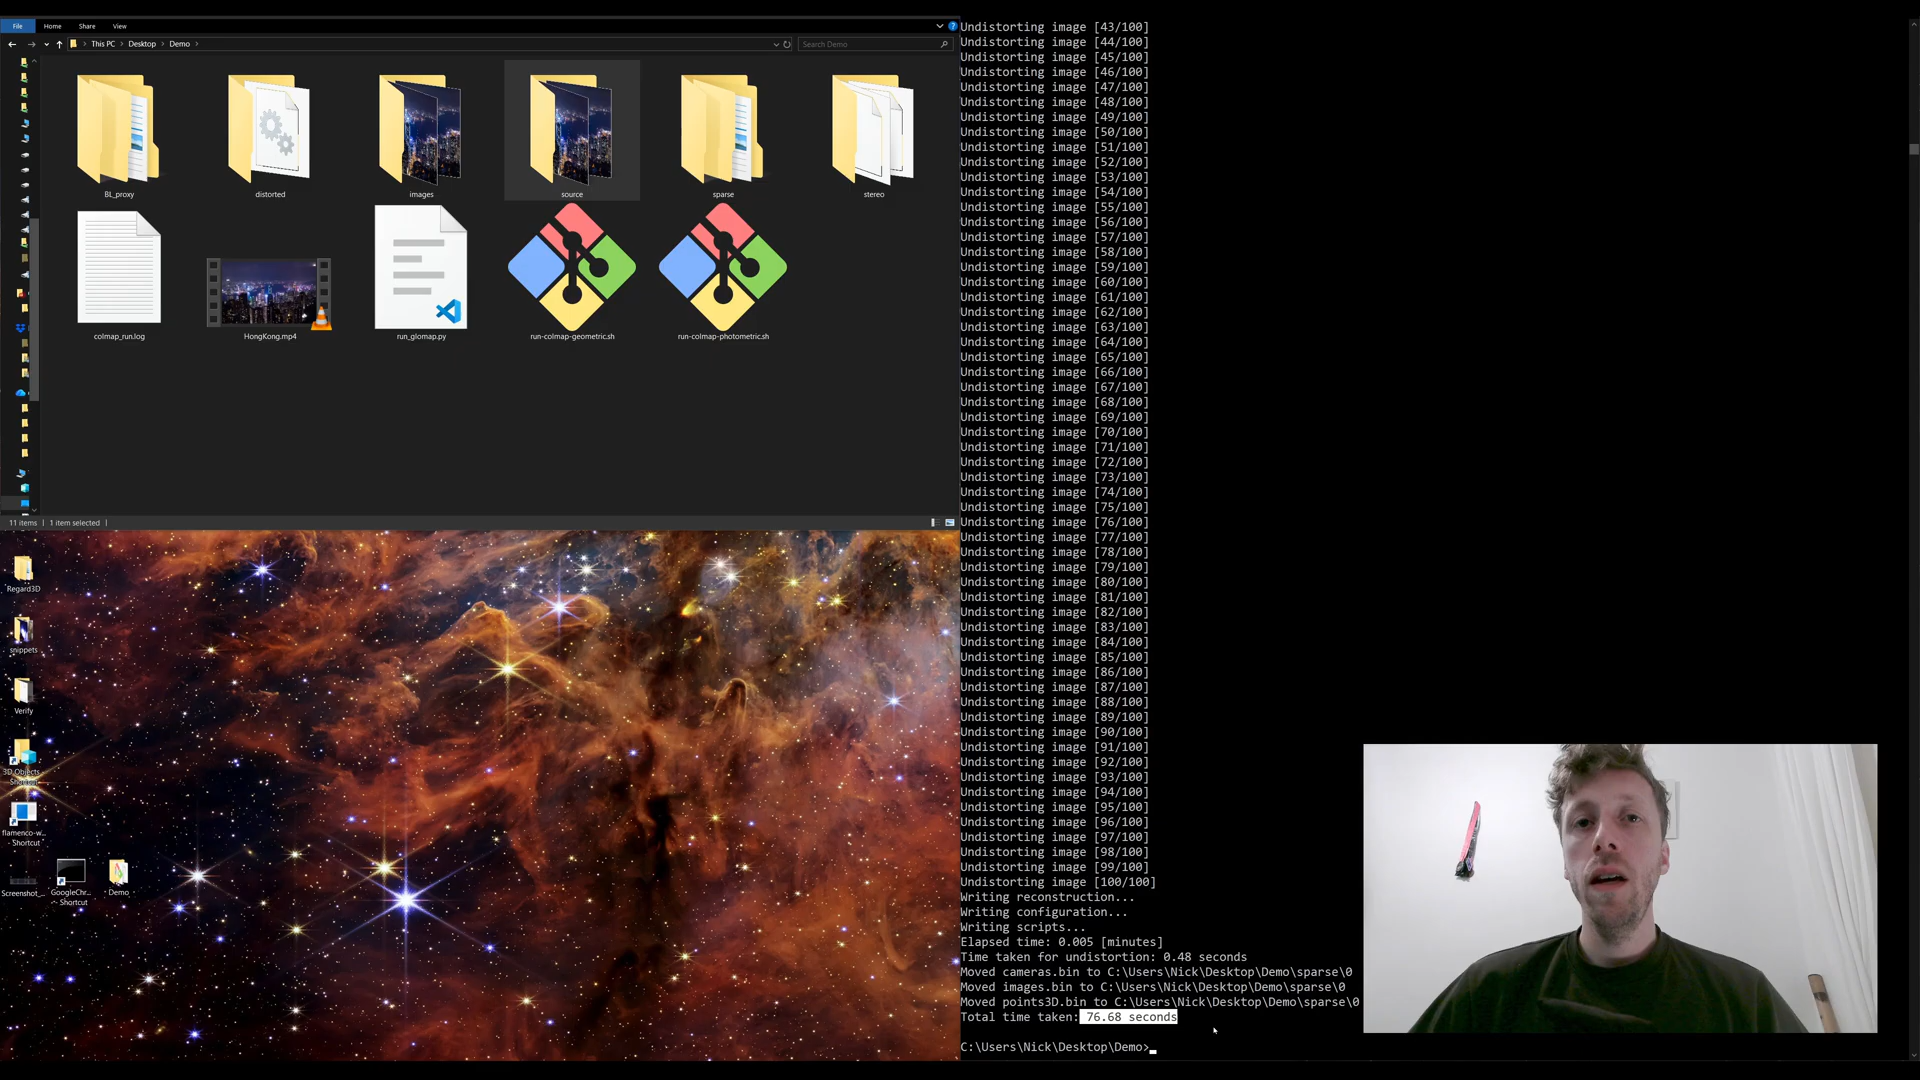 File
Home
Share
View
This PC
Desktop
Demo
Search Demo
BL_proxy
distorted
images
source
sparse
stereo
colmap_run.log
HongKong.mp4
run_glomap.py
run-colmap-geometric.sh
run-colmap-photometric.sh
11 items
1 item selected
Regard3D
snippets
Verify
3D Objects
flamenco-w...
- Shortcut
Screenshot_...
GoogleChr...
- Shortcut
Demo
Undistorting image [43/100]
Undistorting image [44/100]
Undistorting image [45/100]
Undistorting image [46/100]
Undistorting image [47/100]
Undistorting image [48/100]
Undistorting image [49/100]
Undistorting image [50/100]
Undistorting image [51/100]
Undistorting image [52/100]
Undistorting image [53/100]
Undistorting image [54/100]
Undistorting image [55/100]
Undistorting image [56/100]
Undistorting image [57/100]
Undistorting image [58/100]
Undistorting image [59/100]
Undistorting image [60/100]
Undistorting image [61/100]
Undistorting image [62/100]
Undistorting image [63/100]
Undistorting image [64/100]
Undistorting image [65/100]
Undistorting image [66/100]
Undistorting image [67/100]
Undistorting image [68/100]
Undistorting image [69/100]
Undistorting image [70/100]
Undistorting image [71/100]
Undistorting image [72/100]
Undistorting image [73/100]
Undistorting image [74/100]
Undistorting image [75/100]
Undistorting image [76/100]
Undistorting image [77/100]
Undistorting image [78/100]
Undistorting image [79/100]
Undistorting image [80/100]
Undistorting image [81/100]
Undistorting image [82/100]
Undistorting image [83/100]
Undistorting image [84/100]
Undistorting image [85/100]
Undistorting image [86/100]
Undistorting image [87/100]
Undistorting image [88/100]
Undistorting image [89/100]
Undistorting image [90/100]
Undistorting image [91/100]
Undistorting image [92/100]
Undistorting image [93/100]
Undistorting image [94/100]
Undistorting image [95/100]
Undistorting image [96/100]
Undistorting image [97/100]
Undistorting image [98/100]
Undistorting image [99/100]
Undistorting image [100/100]
Writing reconstruction...
Writing configuration...
Writing scripts...
Elapsed time: 0.005 [minutes]
Time taken for undistortion: 0.48 seconds
Moved cameras.bin to C:\Users\Nick\Desktop\Demo\sparse\0
Moved images.bin to C:\Users\Nick\Desktop\Demo\sparse\0
Moved points3D.bin to C:\Users\Nick\Desktop\Demo\sparse\0
Total time taken: 76.68 seconds
C:\Users\Nick\Desktop\Demo>